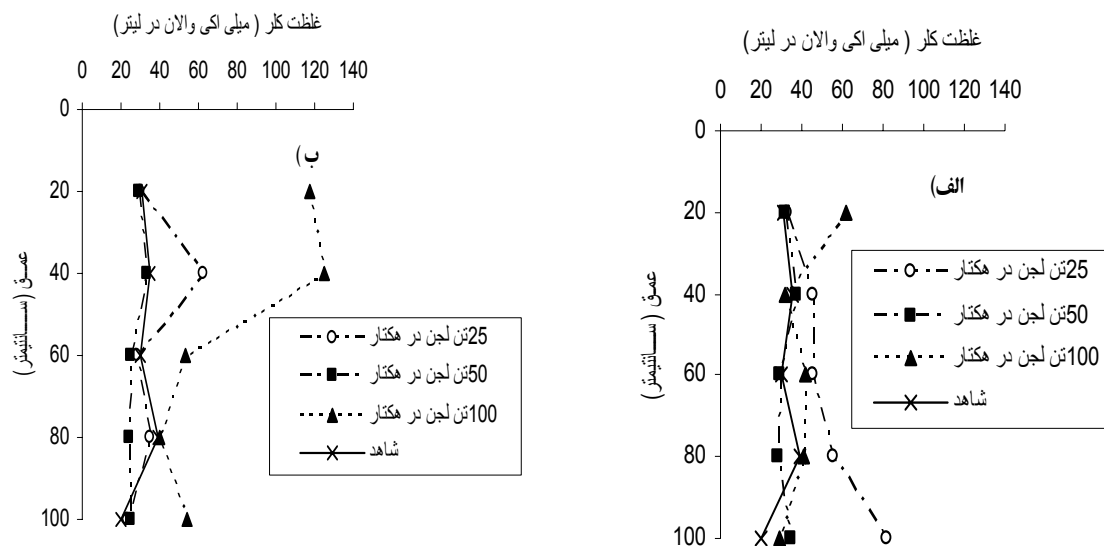 غلظت کلر ( میلی اکی والان در لیتر)
0 20 40 60 80 100 120 140
0
20
40
60
80
100
عمق (سانتیمتر)
الف)
25تن لجن در هکتار
50تن لجن در هکتار
100تن لجن در هکتار
شاهد
غلظت کلر ( میلی اکی والان در لیتر)
0 20 40 60 80 100 120 140
0
20
40
60
80
100
عمق (سانتیمتر)
ب)
25تن لجن در هکتار
50تن لجن در هکتار
100تن لجن در هکتار
شاهد